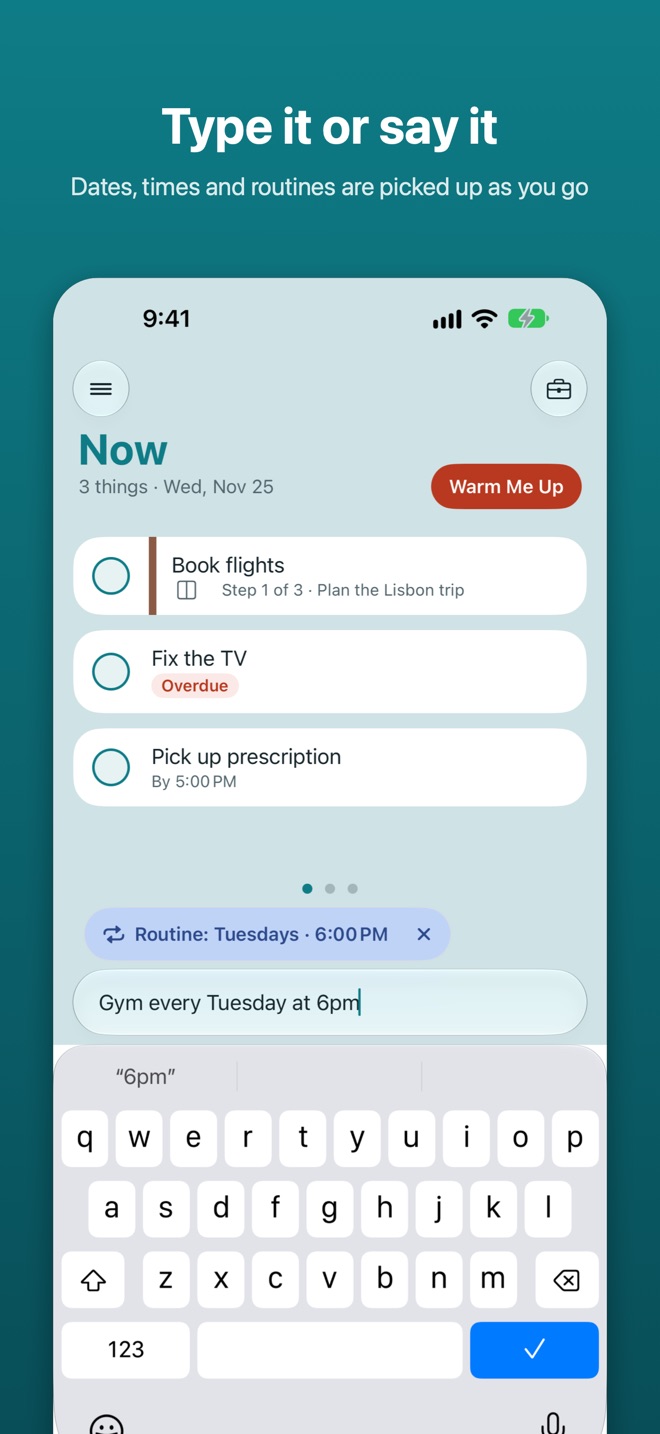 Type it or say it
Dates, times and routines are picked up as you go
9:41
Now
3 things · Wed, Nov 25
Warm Me Up
Book flights
Step 1 of 3 · Plan the Lisbon trip
Fix the TV
Overdue
Pick up prescription
By 5:00 PM
Routine: Tuesdays · 6:00 PM
Gym every Tuesday at 6pm
“6pm”
q w e r t y u i o p
a s d f g h j k l
z x c v b n m
123